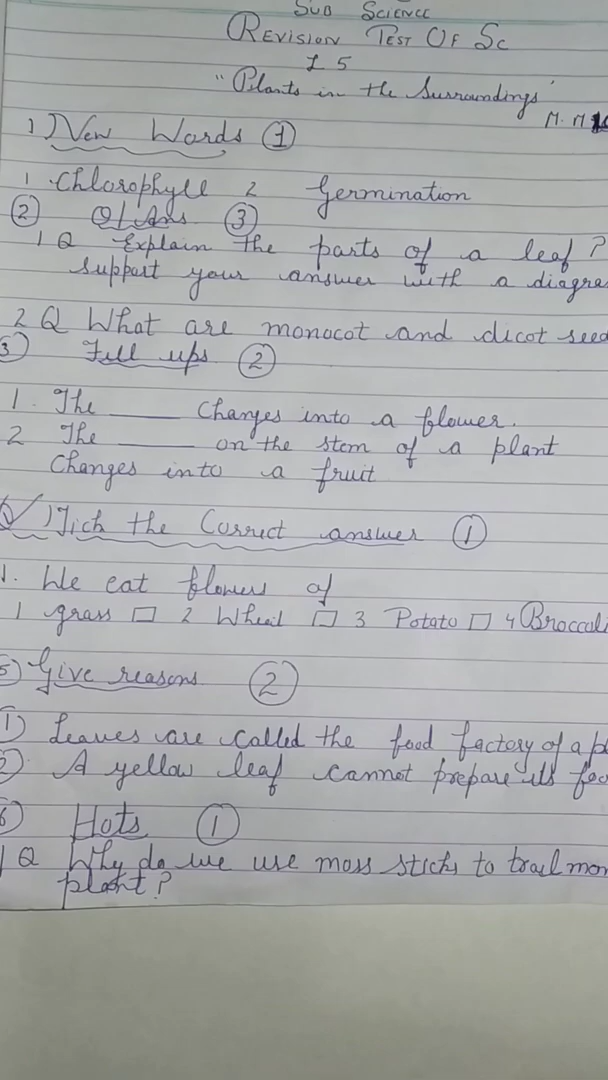 SUB SCIENCE
REVISION TEST OF SC
L 5
"Plants in the Surroundings"
M. M
1) New Words ①
1 Chlorophyll 2 Germination
② Q/Ans ③
1 Q Explain the parts of a leaf?
Support your answer with a diagra
2 Q What are monocot and dicot seed
3) Fill ups ②
1. The ____ Changes into a flower.
2 The ____ on the stem of a plant
Changes into a fruit
) Tick the Correct answer ①
1. We eat flowers of
1 grass □ 2 Wheat □ 3 Potato □ 4 Broccoli
5) Give reasons ②
① Leaves are called the food factory of a pl
2) A yellow leaf cannot prepare its foo
6) Hots ①
1 Q Why do we use moss sticks to trail mon
plant?